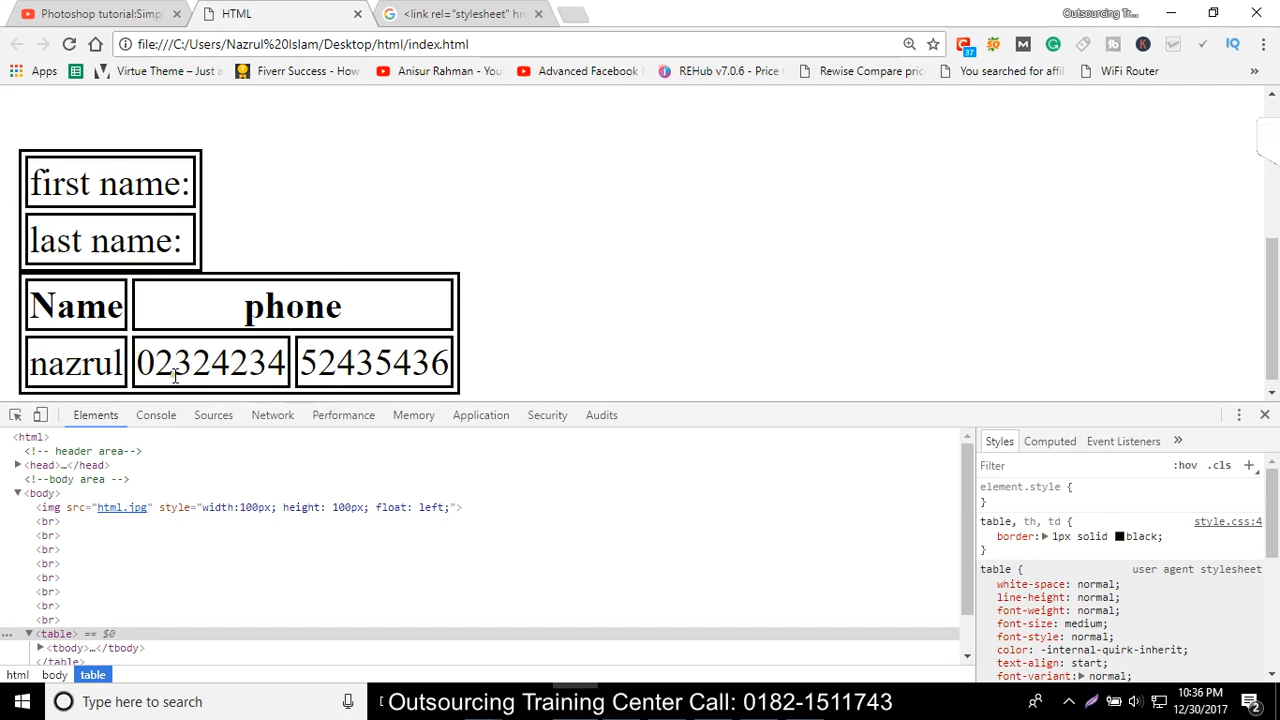 Photoshop tutorial:Simpl
HTML
<link rel="stylesheet" hre
Outsourcing Tr...
file:///C:/Users/Nazrul%20Islam/Desktop/html/index.html
Apps
Virtue Theme – Just a
Fiverr Success - How
Anisur Rahman - You
Advanced Facebook
REHub v7.0.6 - Price C
Rewise Compare pric
You searched for affili
WiFi Router
first name:
last name:
Name phone
nazrul 02324234 52435436
Elements Console Sources Network Performance Memory Application Security Audits
<html>
<!-- header area-->
<head>…</head>
<!--body area -->
<body>
<img src="html.jpg" style="width:100px; height: 100px; float: left;">
<br>
<br>
<br>
<br>
<br>
<br>
<br>
<br>
<table> == $0
<tbody>…</tbody>
</table>
html body table
Styles Computed Event Listeners »
Filter :hov .cls +
element.style {
}
table, th, td { style.css:4
border: 1px solid black;
}
table { user agent stylesheet
white-space: normal;
line-height: normal;
font-weight: normal;
font-size: medium;
font-style: normal;
color: -internal-quirk-inherit;
text-align: start;
font-variant: normal;
Type here to search
[ Outsourcing Training Center Call: 0182-1511743
10:36 PM
12/30/2017
2